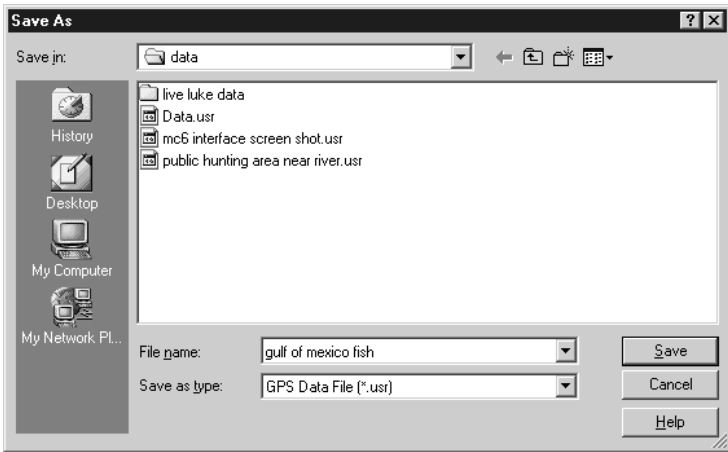 Save As
Save in: data
History
Desktop
My Computer
My Network Pl...
live luke data
Data.usr
mc6 interface screen shot.usr
public hunting area near river.usr
File name: gulf of mexico fish
Save
Save as type: GPS Data File (*.usr)
Cancel
Help